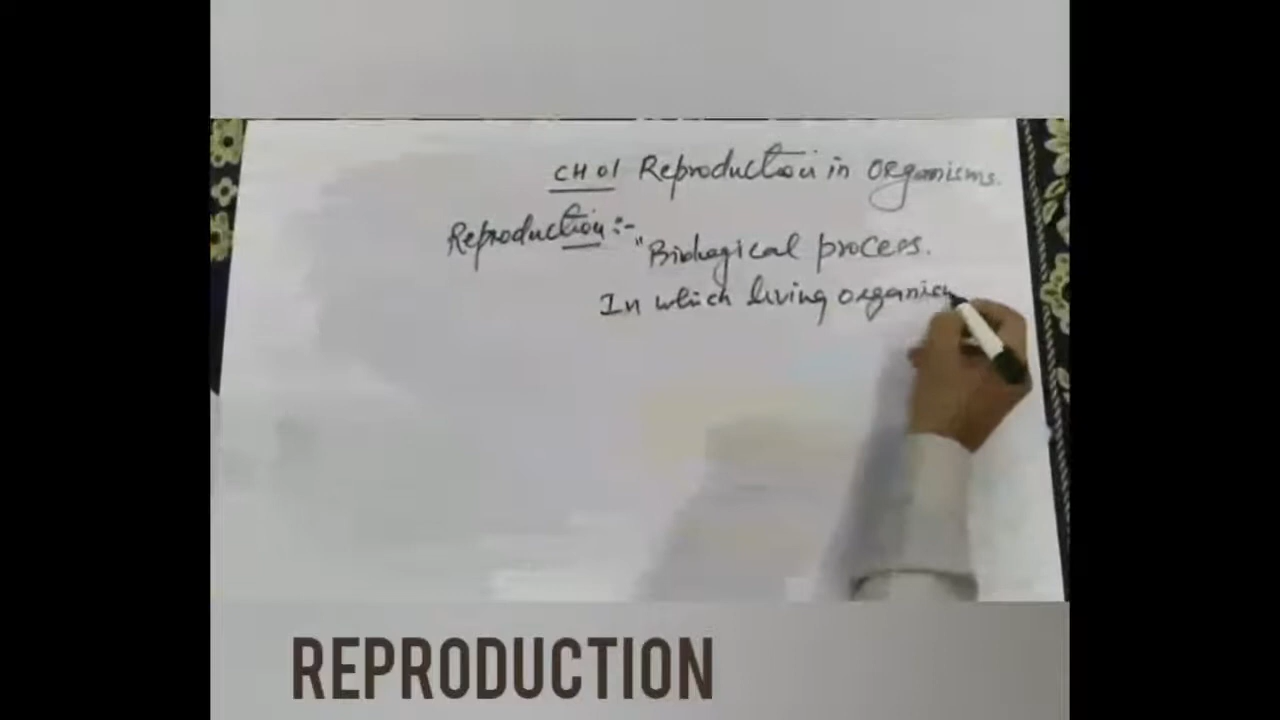 CH 01 Reproduction in Organisms.
Reproduction :-
"Biological process.
In which living organism
REPRODUCTION